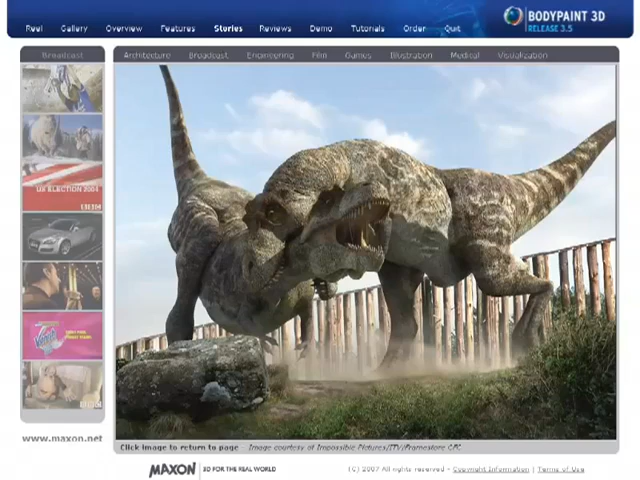 Reel Gallery Overview Features Stories Reviews Demo Tutorials Order Quit
BODYPAINT 3D
RELEASE 3.5
Broadcast
Architecture Broadcast Engineering Film Games Illustration Medical Visualization
US ELECTION 2004
Vanish
www.maxon.net
Click image to return to page - Image courtesy of Impossible Pictures/ITV/Framestore CFC
MAXON 3D FOR THE REAL WORLD
(C) 2007 All rights reserved - Copyright Information | Terms of Use